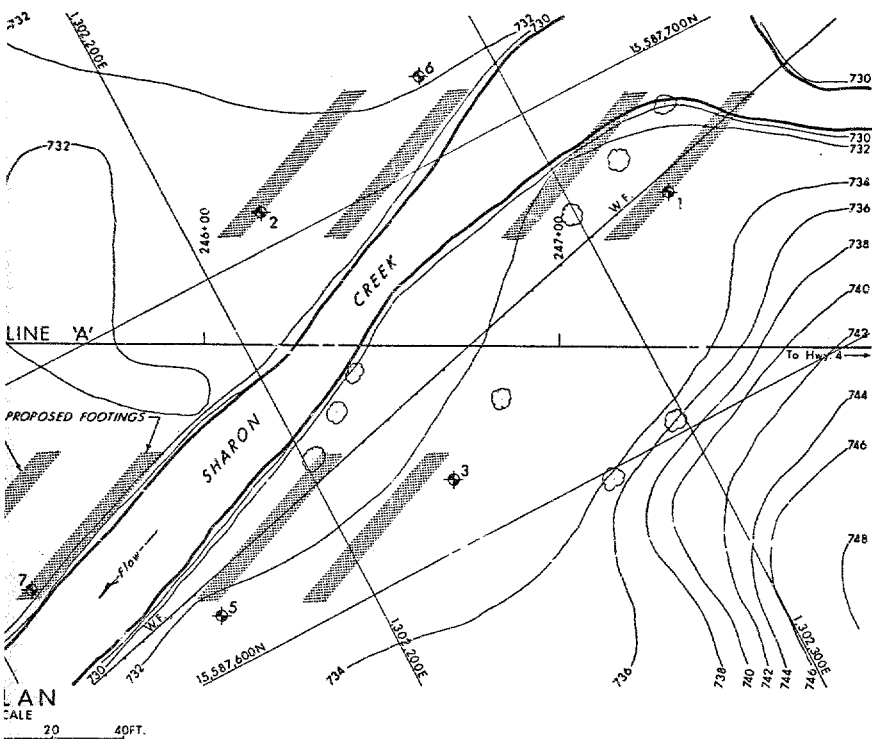 732
1,302,200E
732
730
15,587,700N
730
6
730
732
732
734
2
246+00
W.F.
1
736
247+00
738
CREEK
740
LINE 'A'
742
To Hwy. 4
744
PROPOSED FOOTINGS
SHARON
746
3
748
Flow
7
5
W.F.
1,302,200E
1,302,300E
730
732
15,587,600N
734
736
738
740
742
744
746
LAN
CALE
20 40FT.